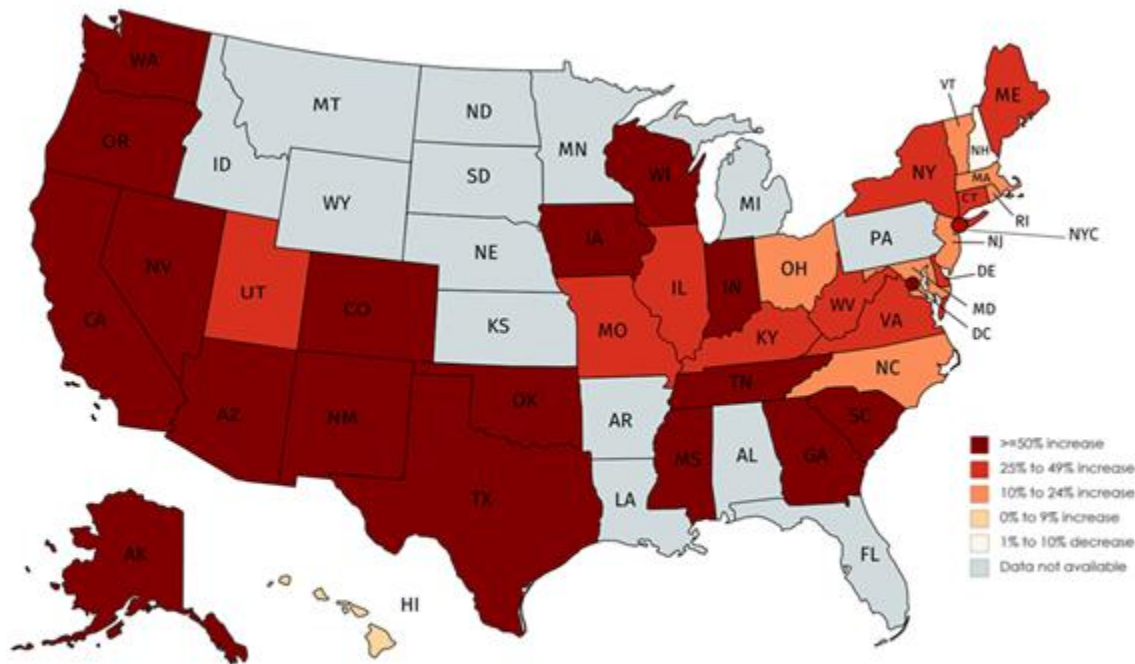 WA
MT
ND
MN
VT
ME
OR
ID
SD
WI
NY
NH
MA
WY
MI
CT
RI
NYC
IA
PA
NJ
NE
NV
OH
DE
UT
IL
IN
CA
CO
WV
MD
KS
MO
KY
VA
DC
NC
TN
AZ
NM
OK
AR
SC
MS
AL
GA
TX
LA
FL
AK
HI
>=50% increase
25% to 49% increase
10% to 24% increase
0% to 9% increase
1% to 10% decrease
Data not available